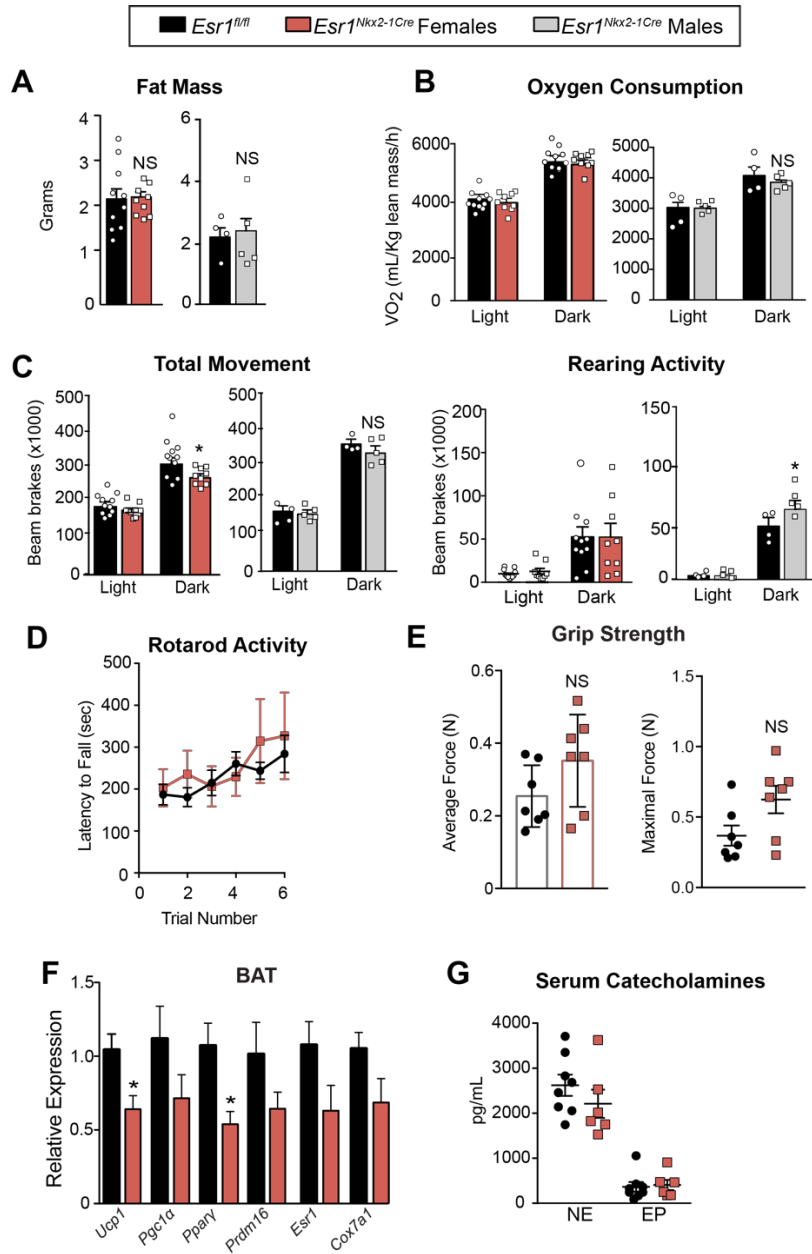 Esr1fl/fl Esr1Nkx2-1Cre Females Esr1Nkx2-1Cre Males
A
Fat Mass
Grams
4
3
2
1
0
NS
6
4
2
0
NS
B
Oxygen Consumption
VO2 (mL/Kg lean mass/h)
6000
4000
2000
0
Light Dark
5000
4000
3000
2000
1000
0
NS
Light Dark
C
Total Movement
Beam brakes (x1000)
500
400
300
200
100
0
*
Light Dark
500
400
300
100
0
NS
Light Dark
Rearing Activity
Beam brakes (x1000)
200
150
100
50
0
Light Dark
150
100
50
0
*
Light Dark
D
Rotarod Activity
Latency to Fall (sec)
500
400
300
200
0
0 2 4 6
Trial Number
E
Grip Strength
Average Force (N)
0.6
0.4
0.2
0
NS
Maximal Force (N)
1.5
1.0
0.5
0.0
NS
F
BAT
Relative Expression
1.5
1.0
0.5
0
* *
Ucp1 Pgc1α Pparγ Prdm16 Esr1 Cox7a1
G
Serum Catecholamines
pg/mL
4000
3000
2000
1000
0
NE EP